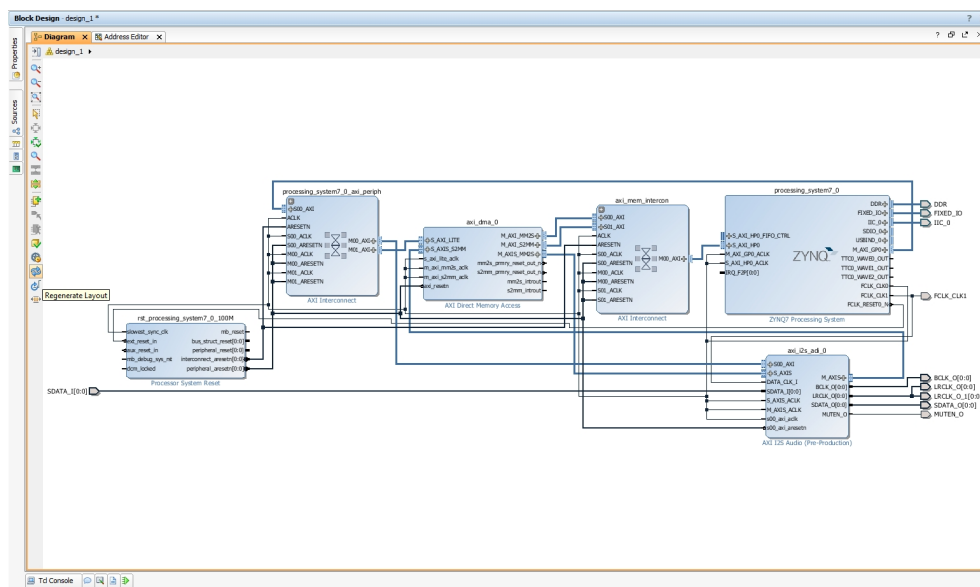 Block Design - design_1 *
?
Properties
Sources
Diagram
Address Editor
design_1
Regenerate Layout
processing_system7_0_axi_periph
S00_AXI
ACLK
ARESETN
S00_ACLK
S00_ARESETN
M00_ACLK
M00_ARESETN
M01_ACLK
M01_ARESETN
M00_AXI
M01_AXI
AXI Interconnect
axi_dma_0
S_AXI_LITE
S_AXIS_S2MM
s_axi_lite_aclk
m_axi_mm2s_aclk
m_axi_s2mm_aclk
axi_resetn
M_AXI_MM2S
M_AXI_S2MM
M_AXIS_MM2S
mm2s_prmry_reset_out_n
s2mm_prmry_reset_out_n
mm2s_introut
s2mm_introut
AXI Direct Memory Access
axi_mem_intercon
S00_AXI
S01_AXI
ACLK
ARESETN
S00_ACLK
S00_ARESETN
M00_ACLK
M00_ARESETN
S01_ACLK
S01_ARESETN
M00_AXI
AXI Interconnect
processing_system7_0
S_AXI_HP0_FIFO_CTRL
S_AXI_HP0
M_AXI_GP0_ACLK
S_AXI_HP0_ACLK
IRQ_F2P[0:0]
ZYNQ
DDR
FIXED_IO
IIC_0
SDIO_0
USBIND_0
M_AXI_GP0
TTC0_WAVE0_OUT
TTC0_WAVE1_OUT
TTC0_WAVE2_OUT
FCLK_CLK0
FCLK_CLK1
FCLK_RESET0_N
ZYNQ7 Processing System
DDR
FIXED_IO
IIC_0
FCLK_CLK1
rst_processing_system7_0_100M
slowest_sync_clk
ext_reset_in
aux_reset_in
mb_debug_sys_rst
dcm_locked
mb_reset
bus_struct_reset[0:0]
peripheral_reset[0:0]
interconnect_aresetn[0:0]
peripheral_aresetn[0:0]
Processor System Reset
SDATA_I[0:0]
axi_i2s_adi_0
S00_AXI
S_AXIS
DATA_CLK_I
SDATA_I[0:0]
S_AXIS_ACLK
M_AXIS_ACLK
s00_axi_aclk
s00_axi_aresetn
M_AXIS
BCLK_O[0:0]
LRCLK_O[0:0]
SDATA_O[0:0]
MUTEN_O
AXI I2S Audio (Pre-Production)
BCLK_O[0:0]
LRCLK_O[0:0]
LRCLK_O_1[0:0
SDATA_O[0:0]
MUTEN_O
Tcl Console